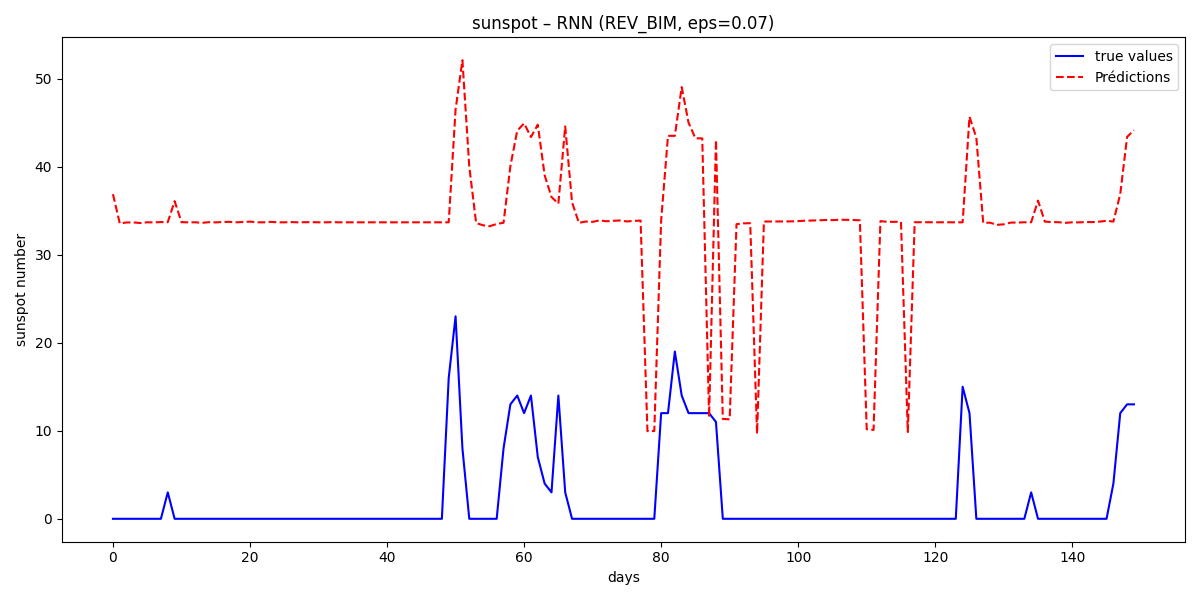 sunspot – RNN (REV_BIM, eps=0.07)
true values
Prédictions
sunspot number
50
40
30
20
10
0
0 20 40 60 80 100 120 140
days